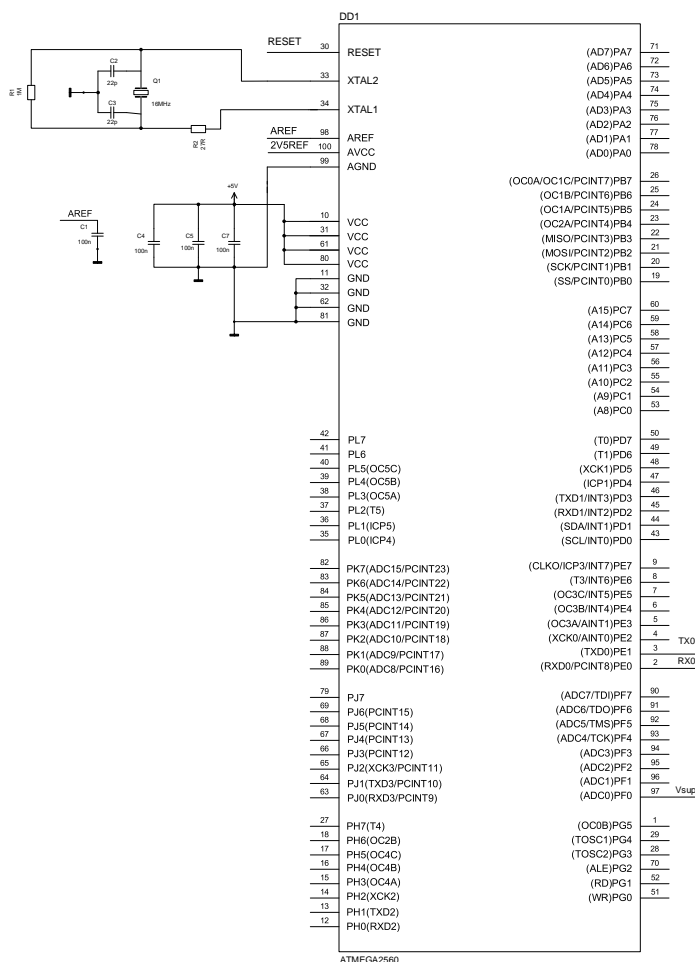 DD1
RESET 30 RESET (AD7)PA7 71
(AD6)PA6 72
C2 22p Q1 16MHz 33 XTAL2 (AD5)PA5 73
R1 1M (AD4)PA4 74
C3 22p 34 XTAL1 (AD3)PA3 75
R2 27R (AD2)PA2 76
AREF 98 AREF (AD1)PA1 77
2V5REF 100 AVCC (AD0)PA0 78
99 AGND
(OC0A/OC1C/PCINT7)PB7 26
+5V (OC1B/PCINT6)PB6 25
(OC1A/PCINT5)PB5 24
AREF 10 VCC (OC2A/PCINT4)PB4 23
C1 100n C4 100n C5 100n C7 100n 31 VCC (MISO/PCINT3)PB3 22
61 VCC (MOSI/PCINT2)PB2 21
80 VCC (SCK/PCINT1)PB1 20
11 GND (SS/PCINT0)PB0 19
32 GND
62 GND (A15)PC7 60
81 GND (A14)PC6 59
(A13)PC5 58
(A12)PC4 57
(A11)PC3 56
(A10)PC2 55
(A9)PC1 54
(A8)PC0 53
42 PL7 (T0)PD7 50
41 PL6 (T1)PD6 49
40 PL5(OC5C) (XCK1)PD5 48
39 PL4(OC5B) (ICP1)PD4 47
38 PL3(OC5A) (TXD1/INT3)PD3 46
37 PL2(T5) (RXD1/INT2)PD2 45
36 PL1(ICP5) (SDA/INT1)PD1 44
35 PL0(ICP4) (SCL/INT0)PD0 43
82 PK7(ADC15/PCINT23) (CLKO/ICP3/INT7)PE7 9
83 PK6(ADC14/PCINT22) (T3/INT6)PE6 8
84 PK5(ADC13/PCINT21) (OC3C/INT5)PE5 7
85 PK4(ADC12/PCINT20) (OC3B/INT4)PE4 6
86 PK3(ADC11/PCINT19) (OC3A/AIN1)PE3 5
87 PK2(ADC10/PCINT18) (XCK0/AIN0)PE2 4
88 PK1(ADC9/PCINT17) (TXD0)PE1 3 TX0
89 PK0(ADC8/PCINT16) (RXD0/PCINT8)PE0 2 RX0
79 PJ7 (ADC7/TDI)PF7 90
69 PJ6(PCINT15) (ADC6/TDO)PF6 91
68 PJ5(PCINT14) (ADC5/TMS)PF5 92
67 PJ4(PCINT13) (ADC4/TCK)PF4 93
66 PJ3(PCINT12) (ADC3)PF3 94
65 PJ2(XCK3/PCINT11) (ADC2)PF2 95
64 PJ1(TXD3/PCINT10) (ADC1)PF1 96
63 PJ0(RXD3/PCINT9) (ADC0)PF0 97 Vsup
27 PH7(T4) (OC0B)PG5 1
18 PH6(OC2B) (TOSC1)PG4 29
17 PH5(OC4C) (TOSC2)PG3 28
16 PH4(OC4B) (ALE)PG2 70
15 PH3(OC4A) (RD)PG1 52
14 PH2(XCK2) (WR)PG0 51
13 PH1(TXD2)
12 PH0(RXD2)
ATMEGA2560